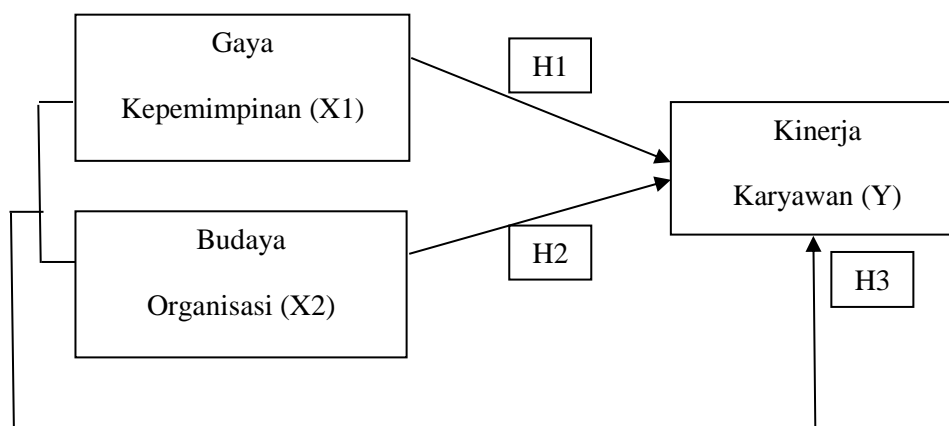 Gaya
Kepemimpinan (X1)
H1
Kinerja
Karyawan (Y)
Budaya
Organisasi (X2)
H2
H3